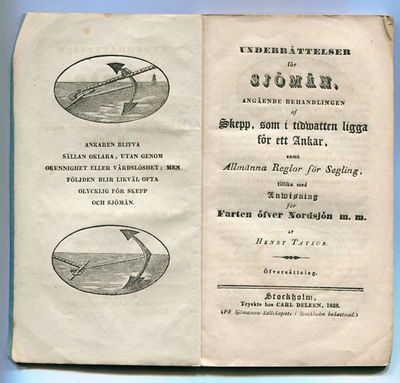 ANKAREN BLIFVA
SÄLLAN OKLARA, UTAN GENOM
OKUNNIGHET ELLER VÅRDSLÖSHET; MEN
FÖLJDEN BLIR LIKVÄL OFTA
OLYCKLIG FÖR SKEPP
OCH SJÖMÄN.
UNDERRÄTTELSER
för
SJÖMÄN,
ANGÅENDE BEHANDLINGEN
af
Skepp, som i tidwatten ligga
för ett Ankar,
samt
Allmänna Reglor för Segling,
tillika med
Anwisning
för
Farten öfver Nordsjön m. m.
AF
HENRY TAYLOR.
Öfversättning.
Stockholm,
Tryckte hos CARL DELEEN, 1838.
(På Sjömanna-Sällskapets i Stockholm bekostnad.)